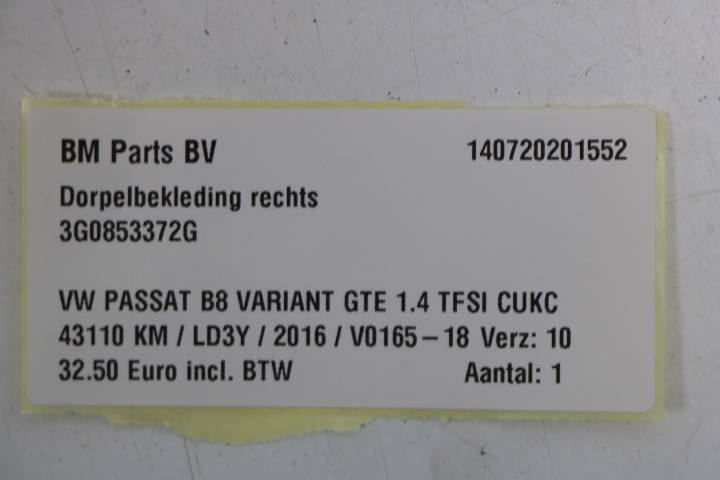 BM Parts BV 140720201552
Dorpelbekleding rechts
3G0853372G
VW PASSAT B8 VARIANT GTE 1.4 TFSI CUKC
43110 KM / LD3Y / 2016 / V0165-18 Verz: 10
32.50 Euro incl. BTW Aantal: 1